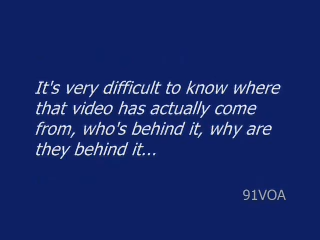 It's very difficult to know where
that video has actually come
from, who's behind it, why are
they behind it...
91VOA